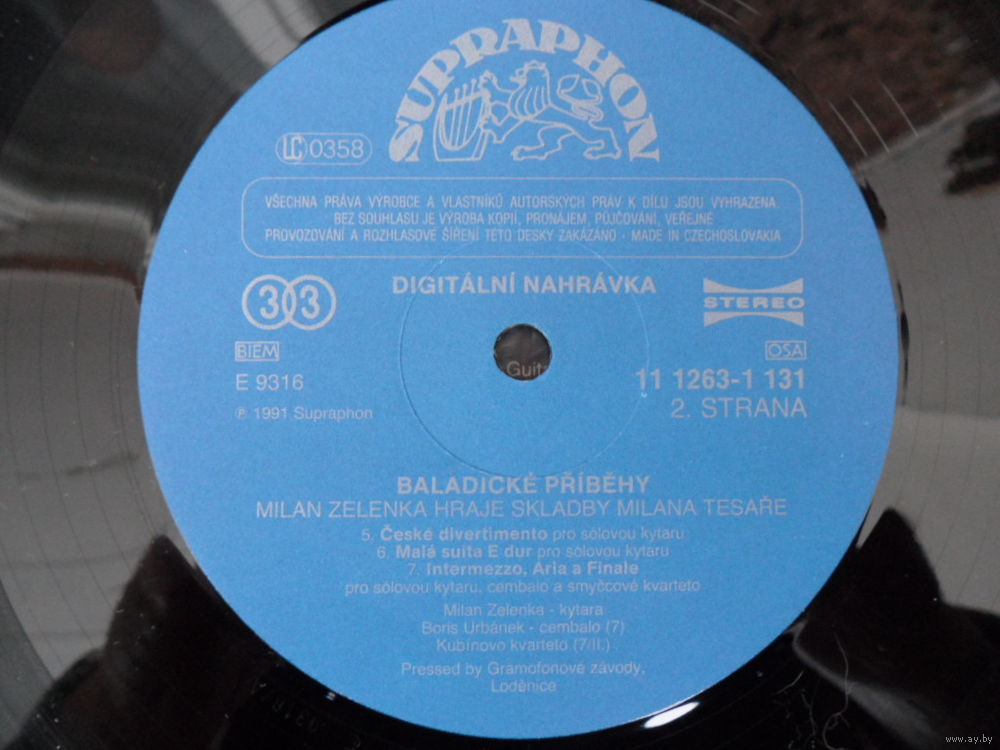 SUPRAPHON
LC 0358
VŠECHNA PRÁVA VÝROBCE A VLASTNÍKŮ AUTORSKÝCH PRÁV K DÍLU JSOU VYHRAZENA.
BEZ SOUHLASU JE VÝROBA KOPIÍ, PRONÁJEM, PŮJČOVÁNÍ, VEŘEJNÉ
PROVOZOVÁNÍ A ROZHLASOVÉ ŠÍŘENÍ TÉTO DESKY ZAKÁZÁNO · MADE IN CZECHOSLOVAKIA
33
DIGITÁLNÍ NAHRÁVKA
STEREO
BIEM
OSA
E 9316
11 1263-1 131
℗ 1991 Supraphon
2. STRANA
Guit
BALADICKÉ PŘÍBĚHY
MILAN ZELENKA HRAJE SKLADBY MILANA TESAŘE
5. České divertimento pro sólovou kytaru
6. Malá suita E dur pro sólovou kytaru
7. Intermezzo, Aria a Finale
pro sólovou kytaru, cembalo a smyčcové kvarteto
Milan Zelenka - kytara
Boris Urbánek - cembalo (7)
Kubínovo kvarteto (7/II.)
Pressed by Gramofonové závody,
Loděnice
www.ay.by